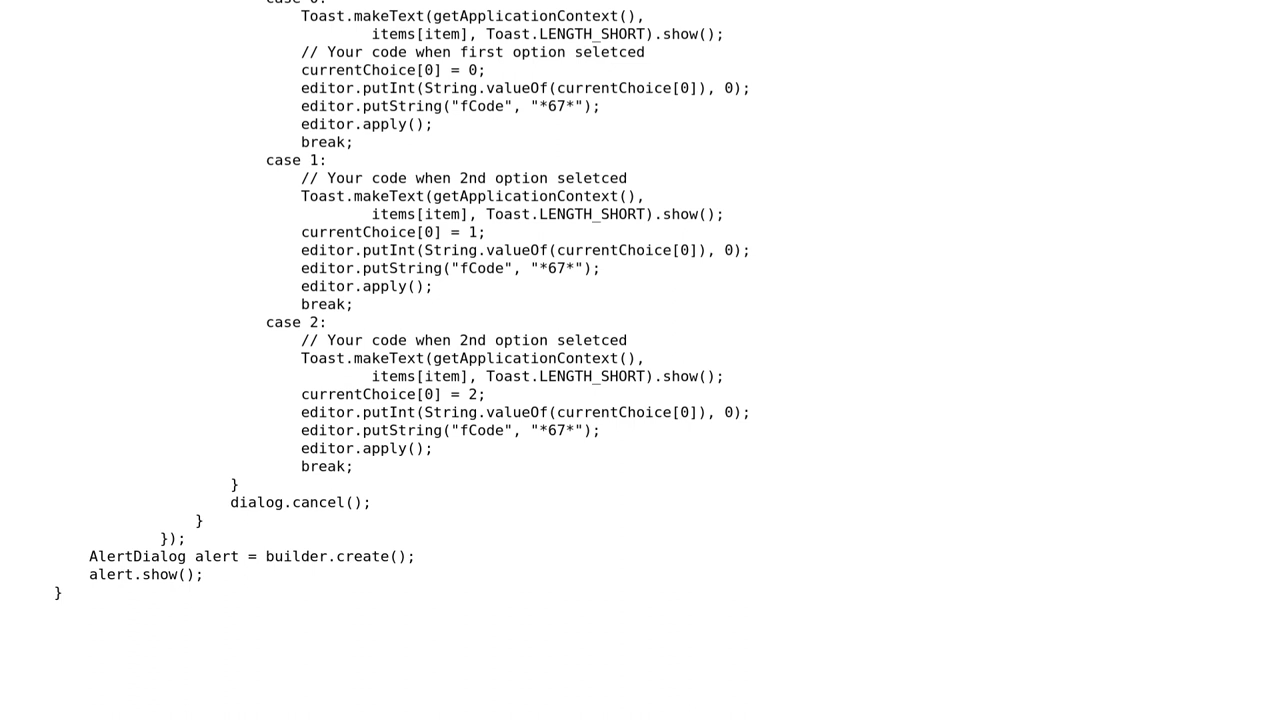 Toast.makeText(getApplicationContext(),
items[item], Toast.LENGTH_SHORT).show();
// Your code when first option seletced
currentChoice[0] = 0;
editor.putInt(String.valueOf(currentChoice[0]), 0);
editor.putString("fCode", "*67*");
editor.apply();
break;
case 1:
// Your code when 2nd option seletced
Toast.makeText(getApplicationContext(),
items[item], Toast.LENGTH_SHORT).show();
currentChoice[0] = 1;
editor.putInt(String.valueOf(currentChoice[0]), 0);
editor.putString("fCode", "*67*");
editor.apply();
break;
case 2:
// Your code when 2nd option seletced
Toast.makeText(getApplicationContext(),
items[item], Toast.LENGTH_SHORT).show();
currentChoice[0] = 2;
editor.putInt(String.valueOf(currentChoice[0]), 0);
editor.putString("fCode", "*67*");
editor.apply();
break;
}
dialog.cancel();
}
});
AlertDialog alert = builder.create();
alert.show();
}